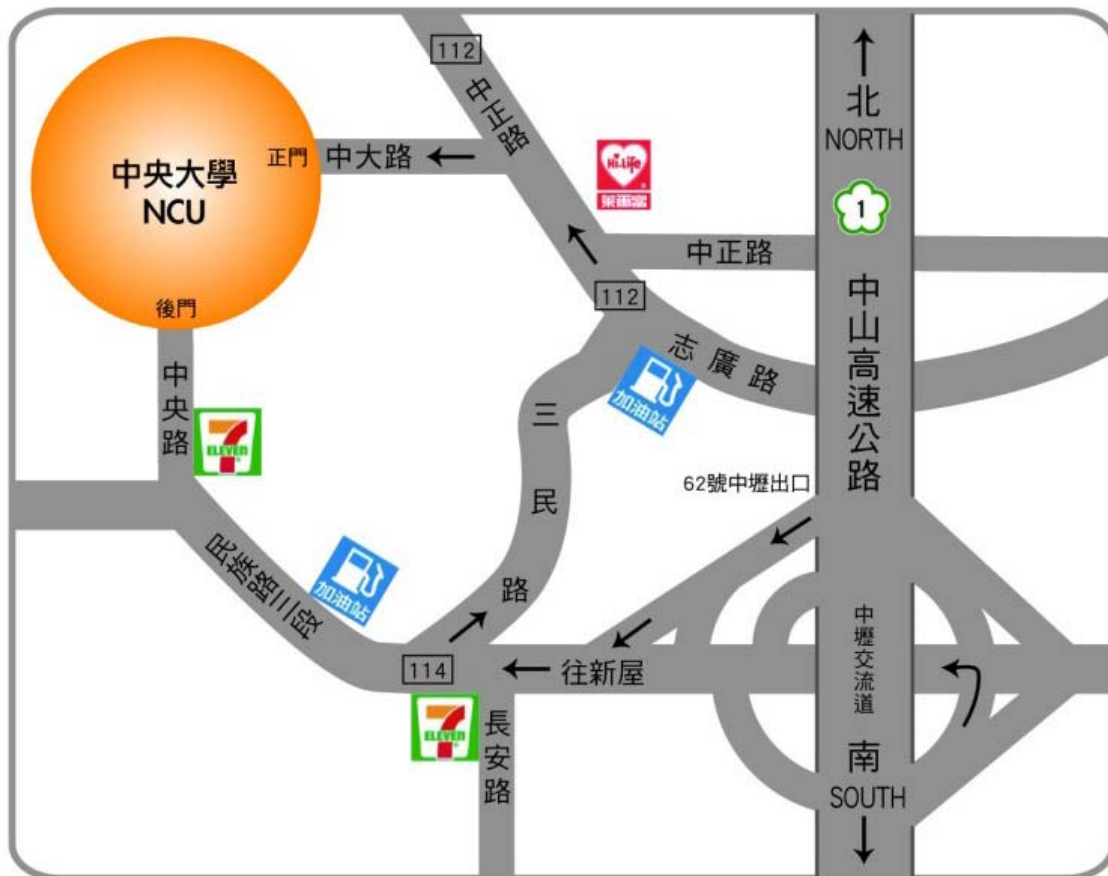 112
中正路
北
NORTH
中央大學
NCU
正門
中大路
Hi-Life
萊爾富
1
中正路
112
後門
志廣路
中山高速公路
加油站
中央路
7
ELEVEN
三民路
62號中壢出口
民族路三段
加油站
中壢交流道
114
往新屋
7
ELEVEN
長安路
南
SOUTH